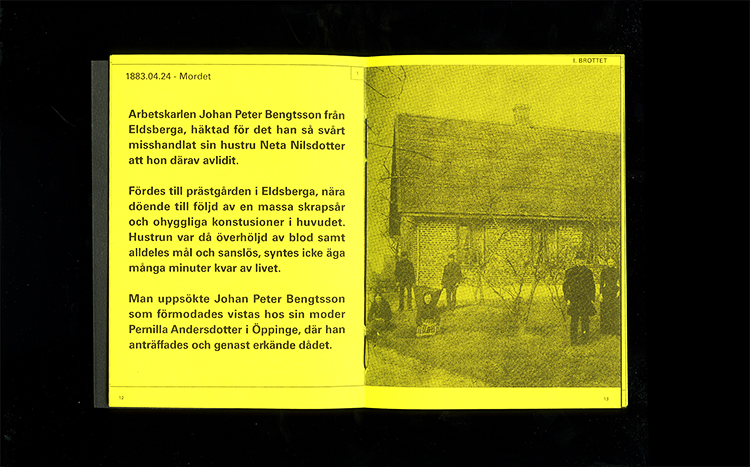 1883.04.24 - Mordet
I. BROTTET
Arbetskarlen Johan Peter Bengtsson från
Eldsberga, häktad för det han så svårt
misshandlat sin hustru Neta Nilsdotter
att hon därav avlidit.
Fördes till prästgården i Eldsberga, nära
döende till följd av en massa skrapsår
och ohyggliga konstusioner i huvudet.
Hustrun var då överhöljd av blod samt
alldeles mål och sanslös, syntes icke äga
många minuter kvar av livet.
Man uppsökte Johan Peter Bengtsson
som förmodades vistas hos sin moder
Pernilla Andersdotter i Öppinge, där han
anträffades och genast erkände dådet.
12
13